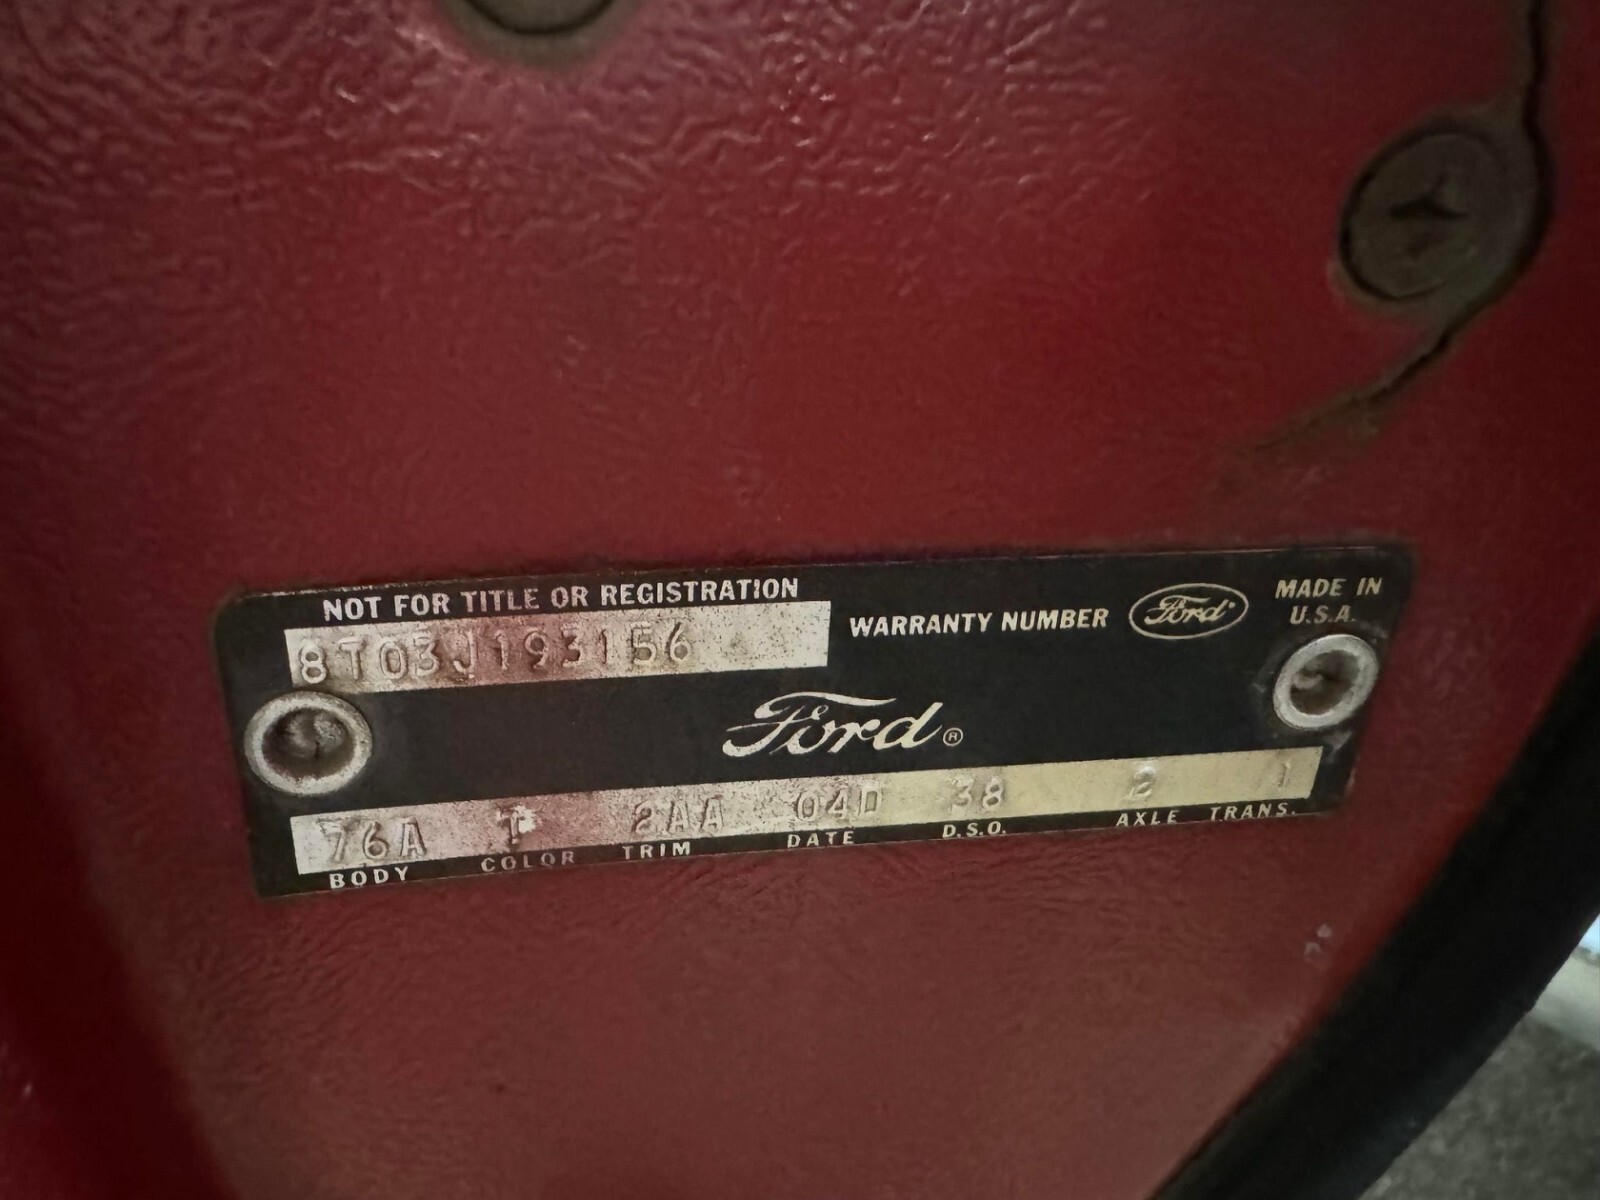 NOT FOR TITLE OR REGISTRATION
8T03J193156
WARRANTY NUMBER
Ford
MADE IN
U.S.A.
Ford ®
76A T 2AA 04D 38 2 1
BODY COLOR TRIM DATE D.S.O. AXLE TRANS.